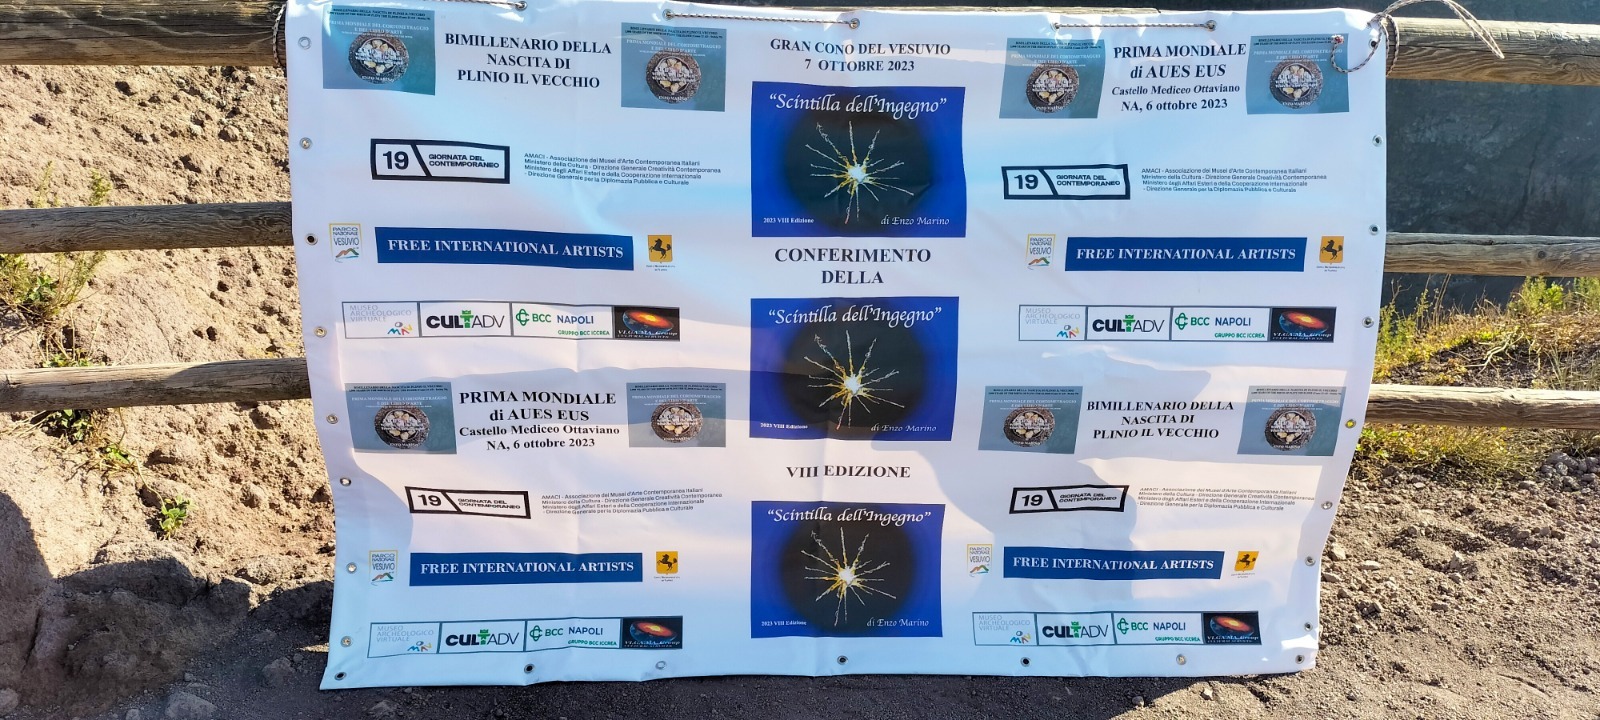 BIMILLENARIO DELLA
NASCITA DI
PLINIO IL VECCHIO
PRIMA MONDIALE DEL CORTOMETRAGGIO
E DEL LIBRO D'ARTE
ENZO MARINO
GRAN CONO DEL VESUVIO
7 OTTOBRE 2023
PRIMA MONDIALE
di AUES EUS
Castello Mediceo Ottaviano
NA, 6 ottobre 2023
"Scintilla dell'Ingegno"
2023 VIII Edizione
di Enzo Marino
19
GIORNATA DEL
CONTEMPORANEO
AMACI - Associazione dei Musei d'Arte Contemporanea Italiani
Ministero della Cultura - Direzione Generale Creatività Contemporanea
Ministero degli Affari Esteri e della Cooperazione Internazionale
- Direzione Generale per la Diplomazia Pubblica e Culturale
19
GIORNATA DEL
CONTEMPORANEO
AMACI - Associazione dei Musei d'Arte Contemporanea Italiani
Ministero della Cultura - Direzione Generale Creatività Contemporanea
Ministero degli Affari Esteri e della Cooperazione Internazionale
- Direzione Generale per la Diplomazia Pubblica e Culturale
PARCO
NAZIONALE
VESUVIO
FREE INTERNATIONAL ARTISTS
CONFERIMENTO
DELLA
PARCO
NAZIONALE
VESUVIO
FREE INTERNATIONAL ARTISTS
MUSEO
ARCHEOLOGICO
VIRTUALE
CULTADV
BCC NAPOLI
GRUPPO BCC ICCREA
"Scintilla dell'Ingegno"
2023 VIII Edizione
di Enzo Marino
MUSEO
ARCHEOLOGICO
VIRTUALE
CULTADV
BCC NAPOLI
GRUPPO BCC ICCREA
PRIMA MONDIALE
di AUES EUS
Castello Mediceo Ottaviano
NA, 6 ottobre 2023
BIMILLENARIO DELLA
NASCITA DI
PLINIO IL VECCHIO
VIII EDIZIONE
19
GIORNATA DEL
CONTEMPORANEO
AMACI - Associazione dei Musei d'Arte Contemporanea Italiani
Ministero della Cultura - Direzione Generale Creatività Contemporanea
Ministero degli Affari Esteri e della Cooperazione Internazionale
- Direzione Generale per la Diplomazia Pubblica e Culturale
"Scintilla dell'Ingegno"
2023 VIII Edizione
di Enzo Marino
19
GIORNATA DEL
CONTEMPORANEO
AMACI - Associazione dei Musei d'Arte Contemporanea Italiani
Ministero della Cultura - Direzione Generale Creatività Contemporanea
Ministero degli Affari Esteri e della Cooperazione Internazionale
- Direzione Generale per la Diplomazia Pubblica e Culturale
PARCO
NAZIONALE
VESUVIO
FREE INTERNATIONAL ARTISTS
PARCO
NAZIONALE
VESUVIO
FREE INTERNATIONAL ARTISTS
MUSEO
ARCHEOLOGICO
VIRTUALE
CULTADV
BCC NAPOLI
GRUPPO BCC ICCREA
MUSEO
ARCHEOLOGICO
VIRTUALE
CULTADV
BCC NAPOLI
GRUPPO BCC ICCREA